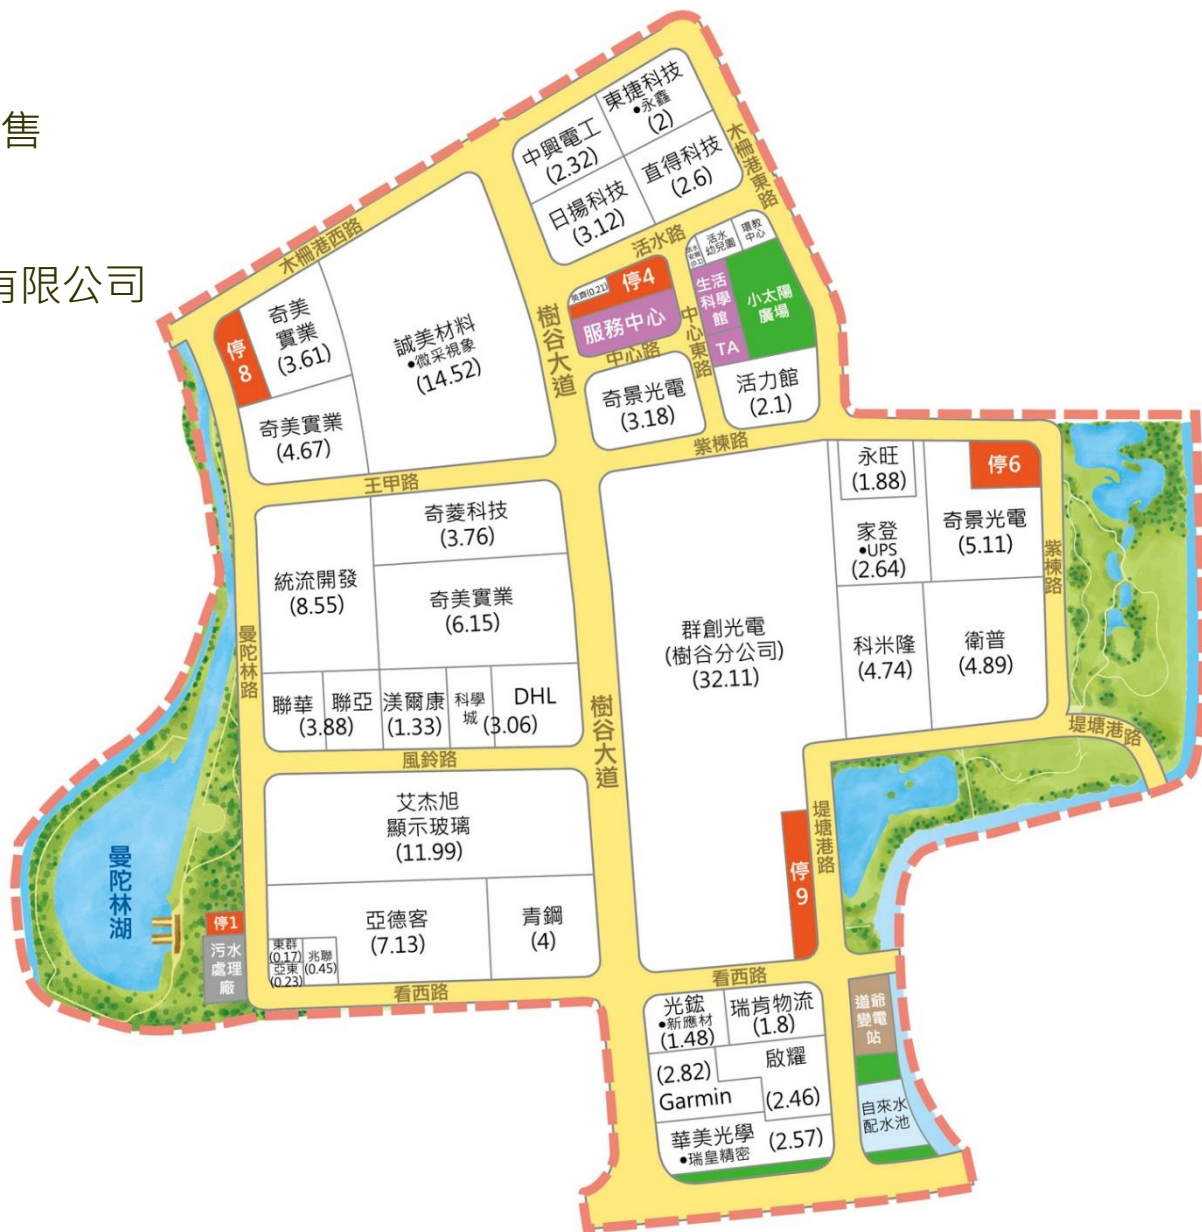 售
有限公司
東捷科技
●永鑫
(2)
中興電工
(2.32)
直得科技
(2.6)
日揚科技
(3.12)
木柵港東路
木柵港西路
活水路
活水
幼兒園
環教
中心
(0.1)
英濟(0.21)
停4
服務中心
中心路
中心東路
生活
科學
館
TA
小太陽
廣場
奇景光電
(3.18)
活力館
(2.1)
樹谷大道
停
8
奇美
實業
(3.61)
誠美材料
●微采視象
(14.52)
奇美實業
(4.67)
王甲路
紫楝路
奇菱科技
(3.76)
統流開發
(8.55)
奇美實業
(6.15)
聯華
聯亞
(3.88)
渼爾康
(1.33)
科學
城
DHL
(3.06)
曼陀林路
風鈴路
樹谷大道
群創光電
(樹谷分公司)
(32.11)
永旺
(1.88)
家登
●UPS
(2.64)
停6
奇景光電
(5.11)
紫楝路
科米隆
(4.74)
衛普
(4.89)
堤塘港路
堤塘港路
停
9
艾杰旭
顯示玻璃
(11.99)
曼陀林湖
停1
污水
處理
廠
亞德客
(7.13)
青鋼
(4)
東群
(0.17)
亞東
(0.23)
兆聯
(0.45)
看西路
看西路
光鋐
●新應材
(1.48)
瑞肯物流
(1.8)
(2.82)
Garmin
啟耀
(2.46)
華美光學
●瑞皇精密
(2.57)
道爺
變電
站
自來水
配水池